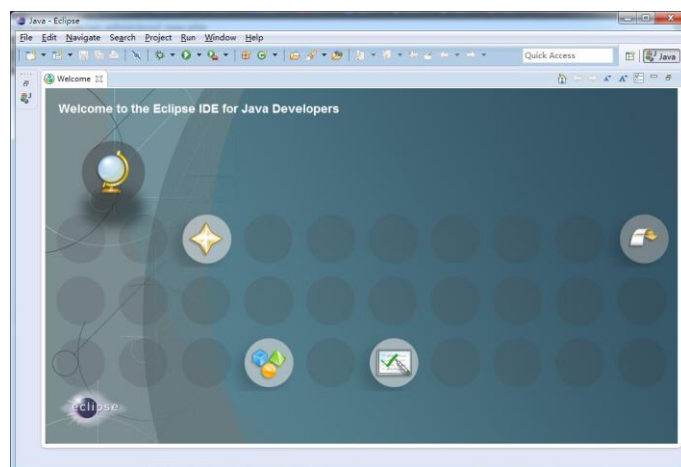 Java - Eclipse
File Edit Navigate Search Project Run Window Help
Quick Access
Java
Welcome
Welcome to the Eclipse IDE for Java Developers
eclipse